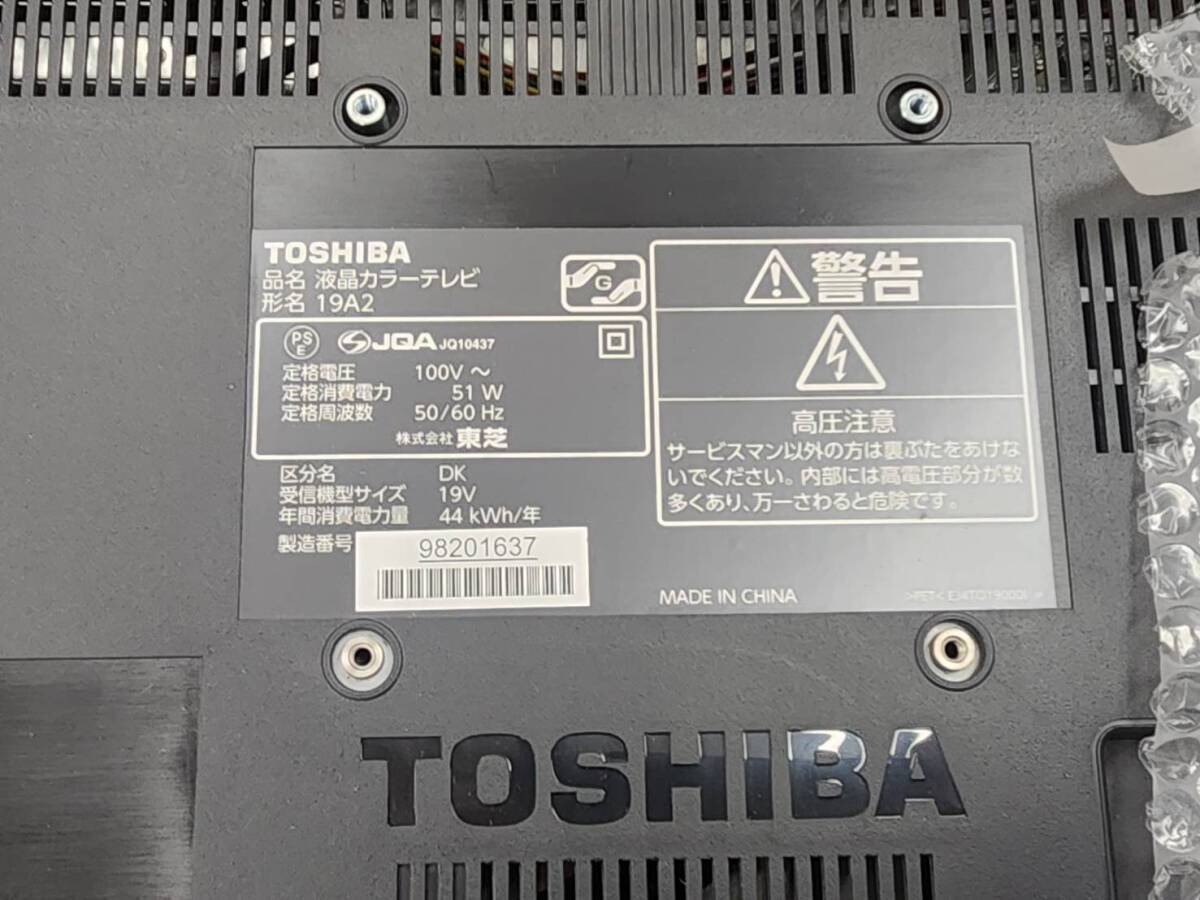 TOSHIBA
品名 液晶カラーテレビ
形名 19A2
G
PS
E
JQA JQ10437
定格電圧 100V ～
定格消費電力 51 W
定格周波数 50/60 Hz
株式会社 東芝
区分名 DK
受信機型サイズ 19V
年間消費電力量 44 kWh/年
製造番号 98201637
警告
高圧注意
サービスマン以外の方は裏ぶたをあけな
いでください。内部には高電圧部分が数
多くあり、万一さわると危険です。
MADE IN CHINA
>PET<
TOSHIBA